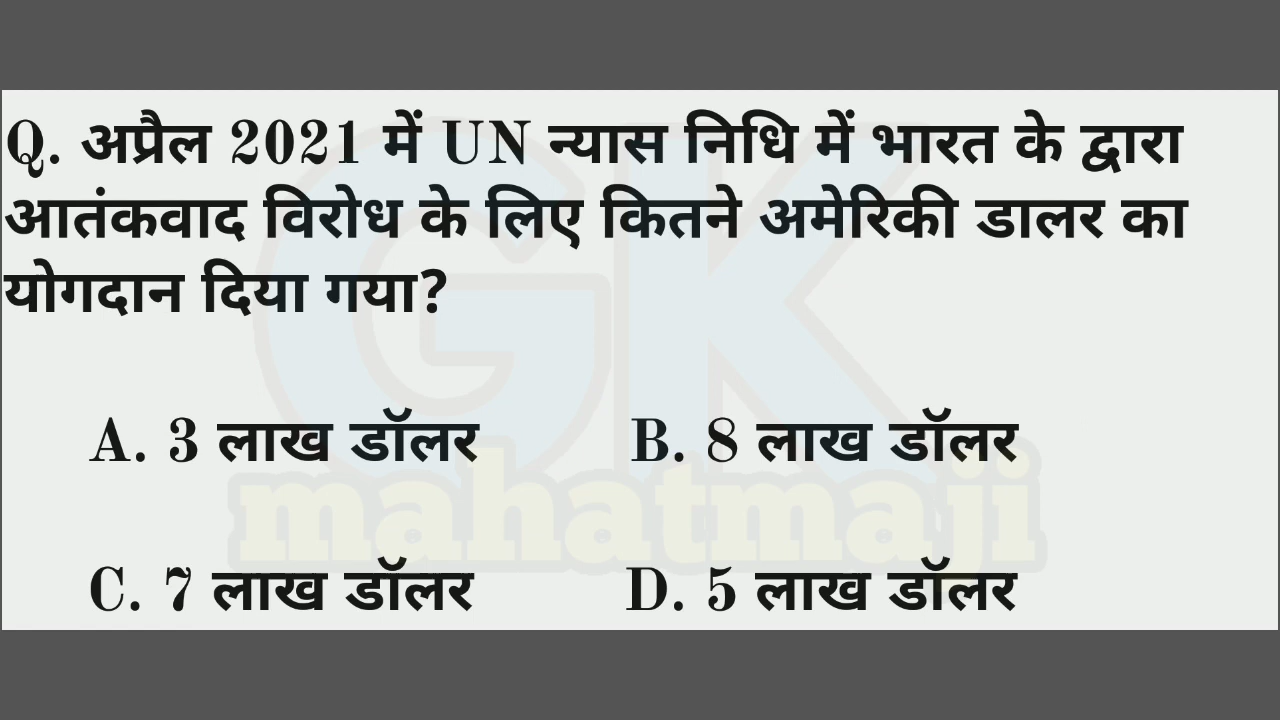 Q. अप्रैल 2021 में UN न्यास निधि में भारत के द्वारा
आतंकवाद विरोध के लिए कितने अमेरिकी डालर का
योगदान दिया गया?
A. 3 लाख डॉलर B. 8 लाख डॉलर
C. 7 लाख डॉलर D. 5 लाख डॉलर
GK
mahatmaji